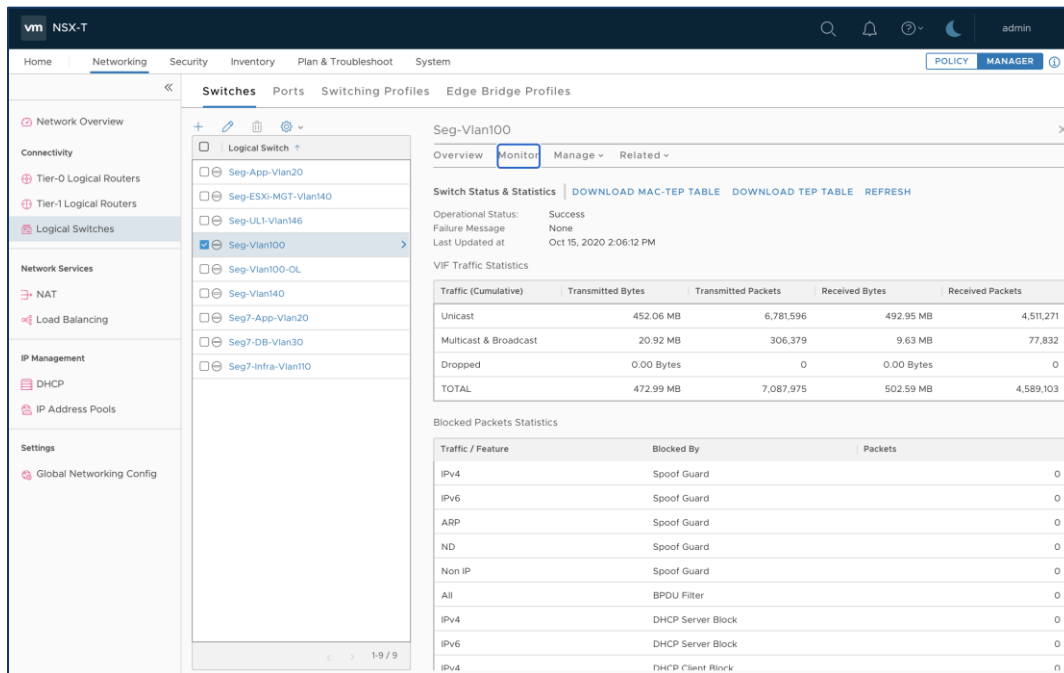 vm NSX-T admin
Home Networking Security Inventory Plan & Troubleshoot System POLICY MANAGER
Switches Ports Switching Profiles Edge Bridge Profiles
Network Overview
Connectivity
Tier-0 Logical Routers
Tier-1 Logical Routers
Logical Switches
Network Services
NAT
Load Balancing
IP Management
DHCP
IP Address Pools
Settings
Global Networking Config
Logical Switch
Seg-App-Vlan20
Seg-ESXi-MGT-Vlan140
Seg-UL1-Vlan146
Seg-Vlan100
Seg-Vlan100-OL
Seg-Vlan140
Seg7-App-Vlan20
Seg7-DB-Vlan30
Seg7-Infra-Vlan110
1-9 / 9
Seg-Vlan100
Overview Monitor Manage Related
Switch Status & Statistics DOWNLOAD MAC-TEP TABLE DOWNLOAD TEP TABLE REFRESH
Operational Status: Success
Failure Message None
Last Updated at Oct 15, 2020 2:06:12 PM
VIF Traffic Statistics
Traffic (Cumulative) Transmitted Bytes Transmitted Packets Received Bytes Received Packets
Unicast 452.06 MB 6,781,596 492.95 MB 4,511,271
Multicast & Broadcast 20.92 MB 306,379 9.63 MB 77,832
Dropped 0.00 Bytes 0 0.00 Bytes 0
TOTAL 472.99 MB 7,087,975 502.59 MB 4,589,103
Blocked Packets Statistics
Traffic / Feature Blocked By Packets
IPv4 Spoof Guard 0
IPv6 Spoof Guard 0
ARP Spoof Guard 0
ND Spoof Guard 0
Non IP Spoof Guard 0
All BPDU Filter 0
IPv4 DHCP Server Block 0
IPv6 DHCP Server Block 0
IPv4 DHCP Client Block 0